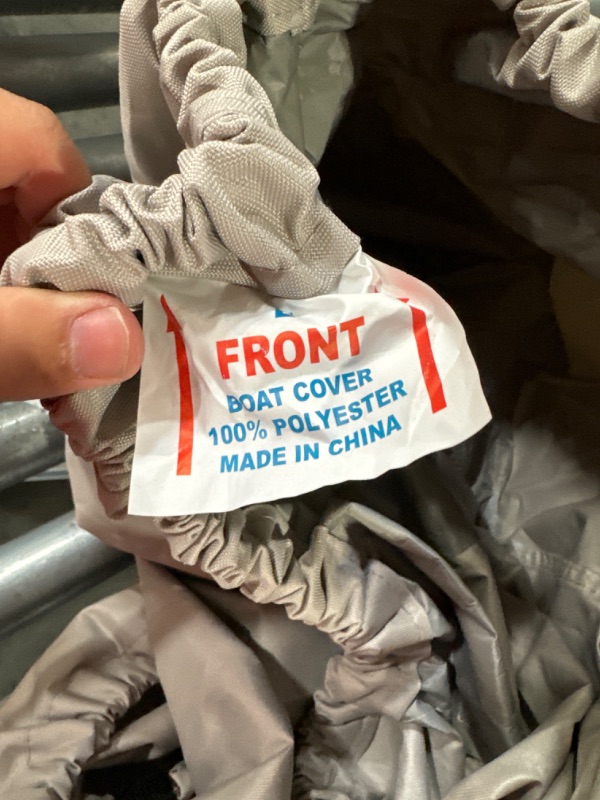 FRONT
BOAT COVER
100% POLYESTER
MADE IN CHINA